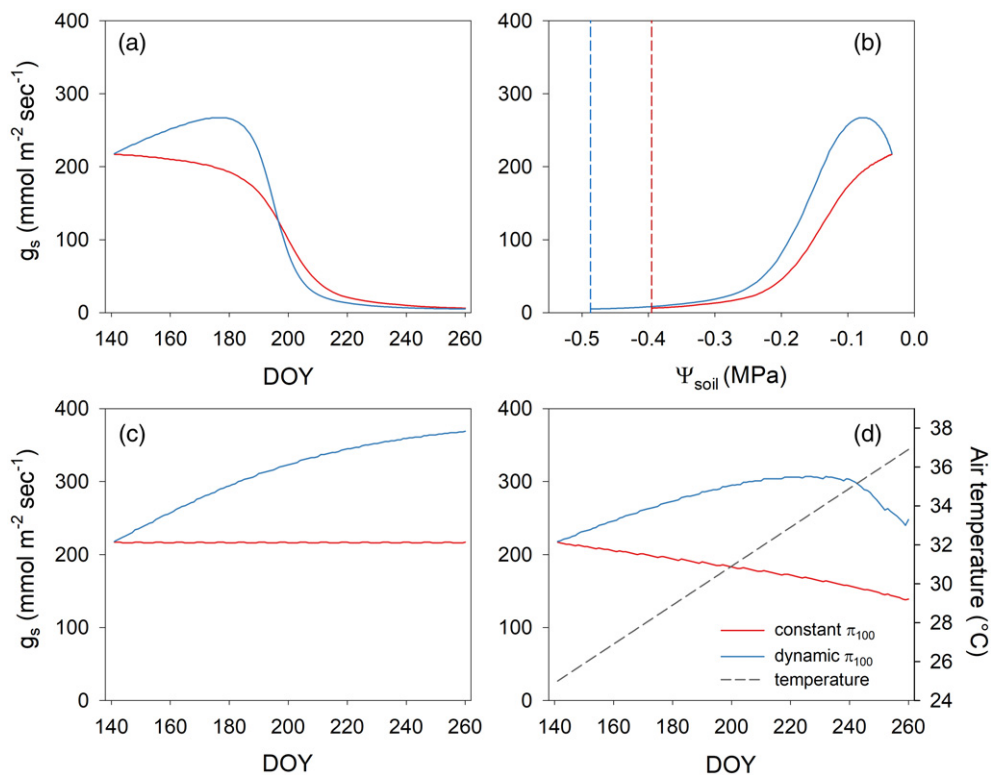 (a)
400
300
200
100
0
gs (mmol m-2 sec-1)
140 160 180 200 220 240 260
DOY
(b)
400
300
200
100
0
-0.5 -0.4 -0.3 -0.2 -0.1 0.0
Ψsoil (MPa)
(c)
400
300
200
100
0
gs (mmol m-2 sec-1)
140 160 180 200 220 240 260
DOY
(d)
400
300
200
100
0
38
36
34
32
30
28
26
24
Air temperature (°C)
constant π100
dynamic π100
temperature
140 160 180 200 220 240 260
DOY